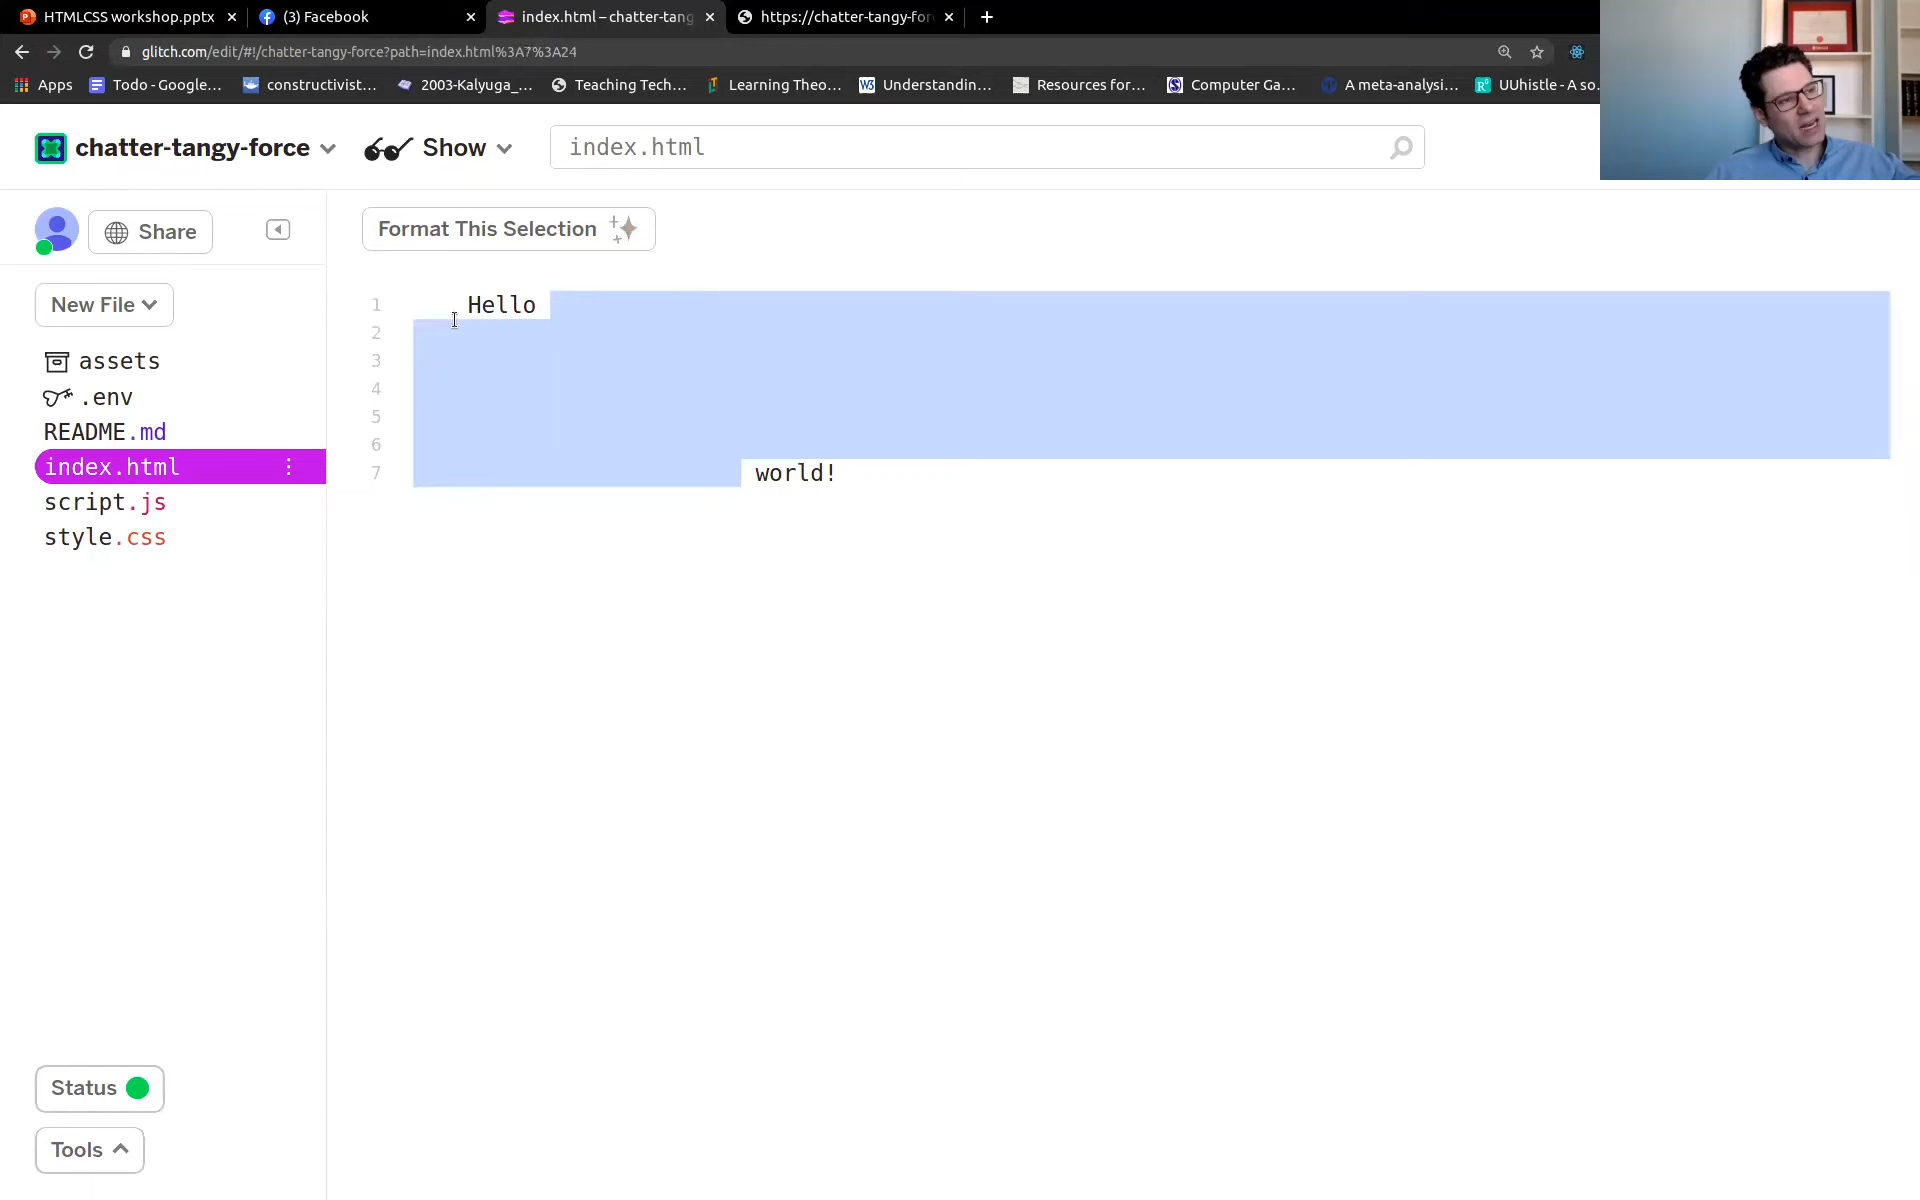 HTMLCSS workshop.pptx
(3) Facebook
index.html – chatter-tang
https://chatter-tangy-for
glitch.com/edit/#!/chatter-tangy-force?path=index.html%3A7%3A24
Apps
Todo - Google...
constructivist...
2003-Kalyuga_...
Teaching Tech...
Learning Theo...
Understandin...
Resources for...
Computer Ga...
A meta-analysi...
UUhistle - A so.
chatter-tangy-force
Show
index.html
Share
Format This Selection
New File
assets
.env
README.md
index.html
script.js
style.css
1 Hello
2
3
4
5
6
7 world!
Status
Tools